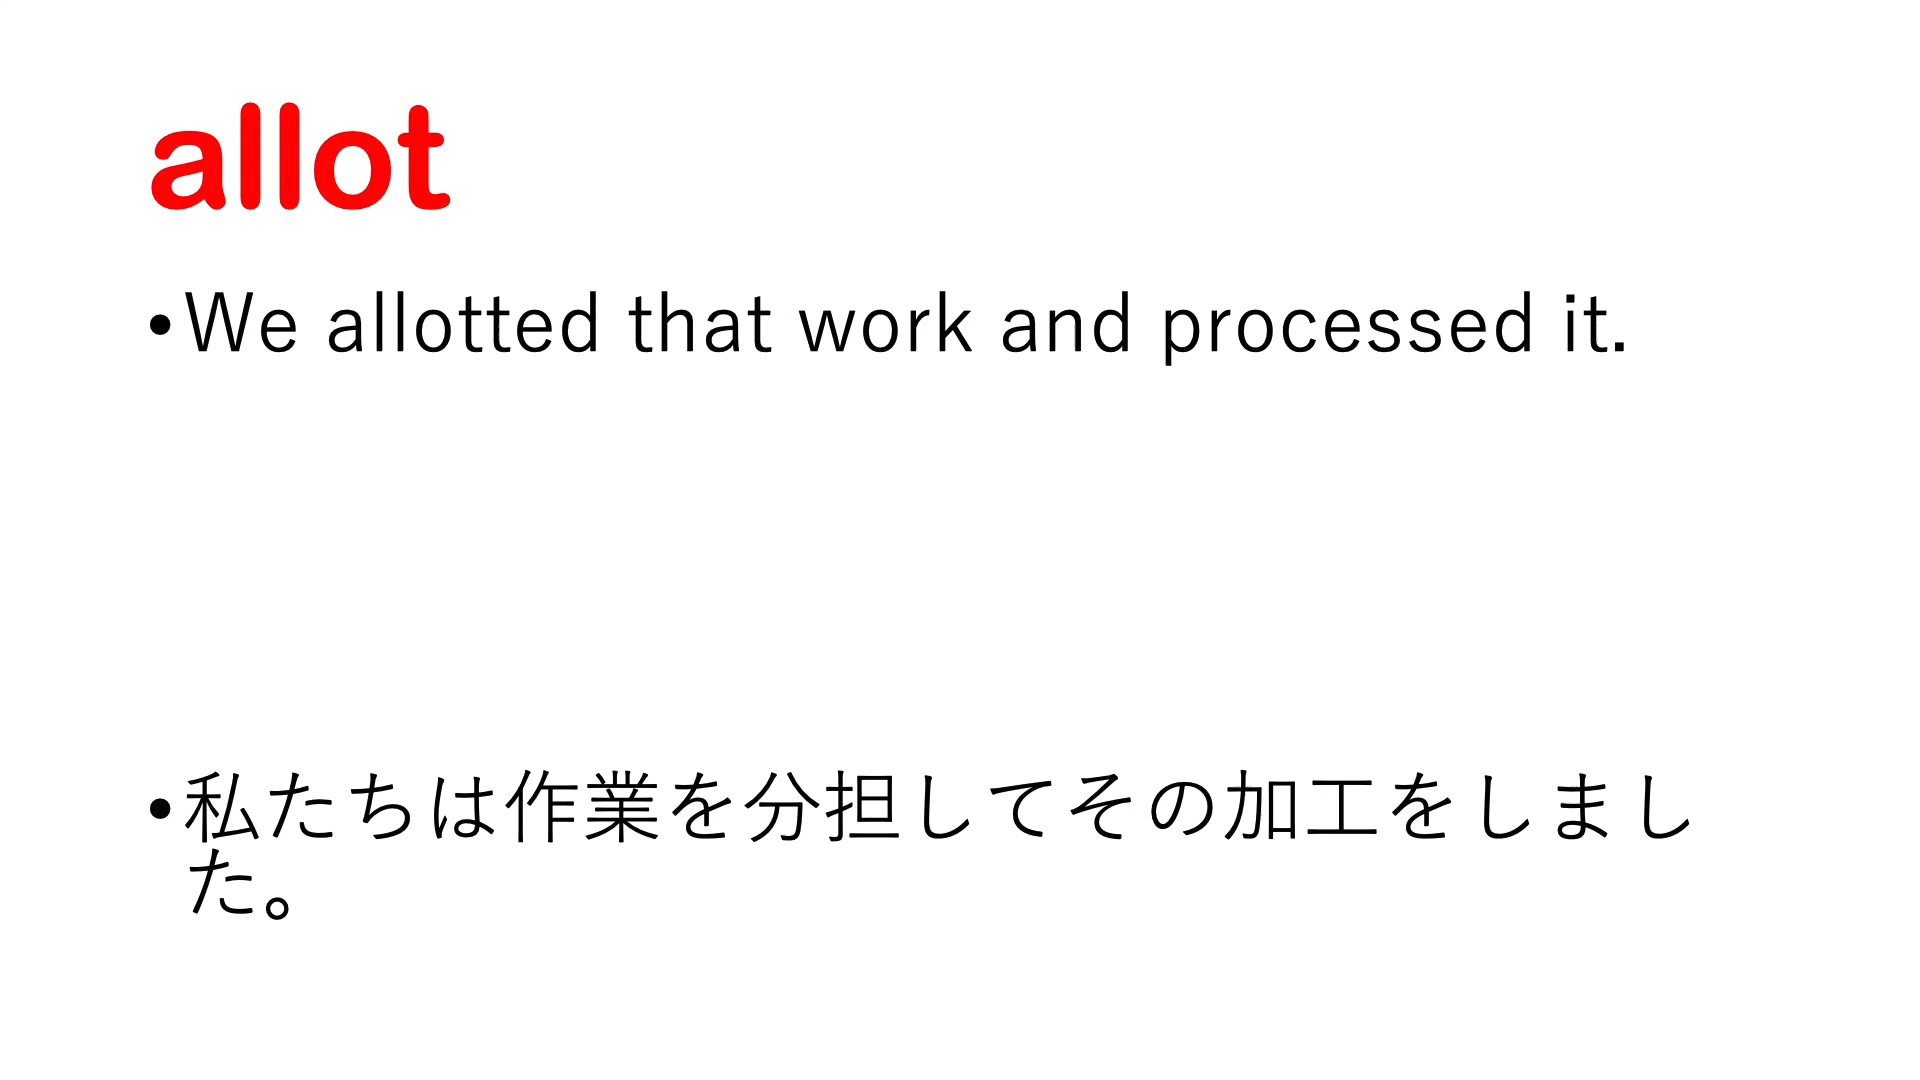 allot
•We allotted that work and processed it.
•私たちは作業を分担してその加工をしまし
た。